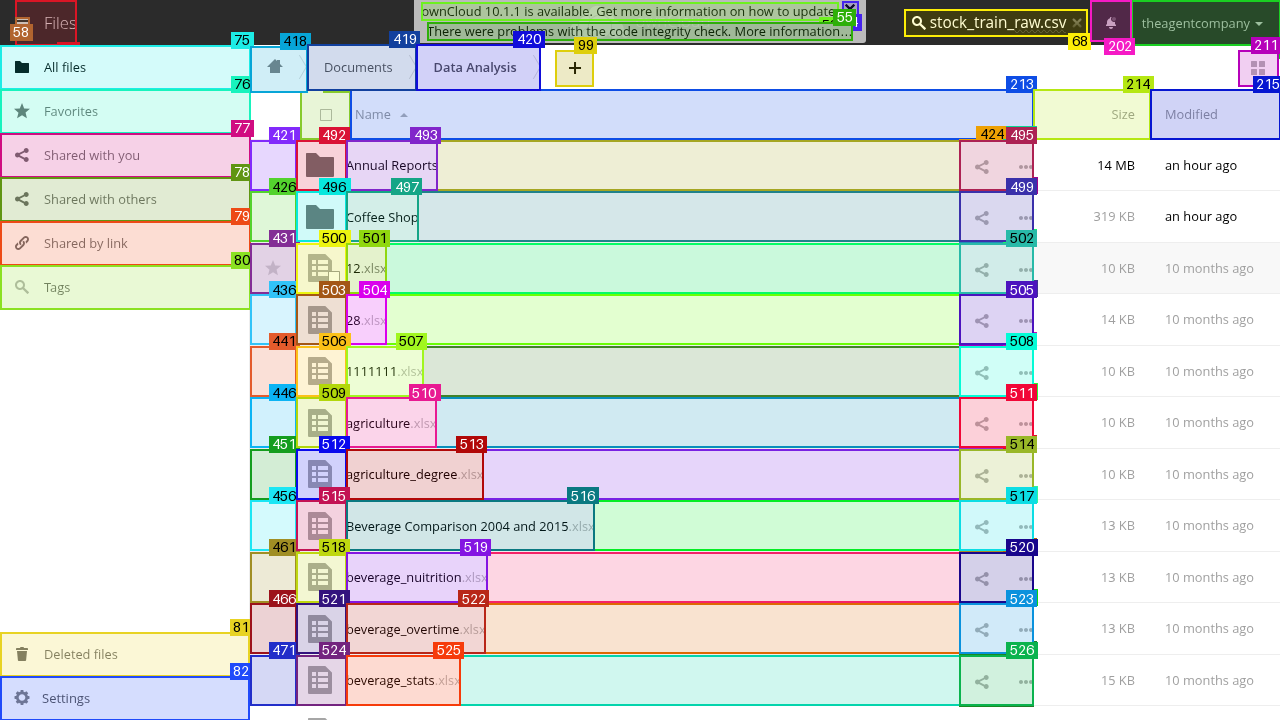 Files
ownCloud 10.1.1 is available. Get more information on how to update
There were problems with the code integrity check. More information...
55
58
stock_train_raw.csv
theagentcompany
68
202
75
All files
76
Favorites
77
Shared with you
78
Shared with others
79
Shared by link
80
Tags
81
Deleted files
82
Settings
418
419
Documents
420
Data Analysis
99
+
211
213
Name
214
Size
215
Modified
421
492
493
424
495
Annual Reports
14 MB
an hour ago
426
496
497
499
Coffee Shop
319 KB
an hour ago
431
500
501
502
12.xlsx
10 KB
10 months ago
436
503
504
505
28.xlsx
14 KB
10 months ago
441
506
507
508
1111111.xlsx
10 KB
10 months ago
446
509
510
511
agriculture.xlsx
10 KB
10 months ago
451
512
513
514
agriculture_degree.xlsx
10 KB
10 months ago
456
515
516
517
Beverage Comparison 2004 and 2015.xlsx
13 KB
10 months ago
461
518
519
520
beverage_nuitrition.xlsx
13 KB
10 months ago
466
521
522
523
beverage_overtime.xlsx
13 KB
10 months ago
471
524
525
526
beverage_stats.xlsx
15 KB
10 months ago